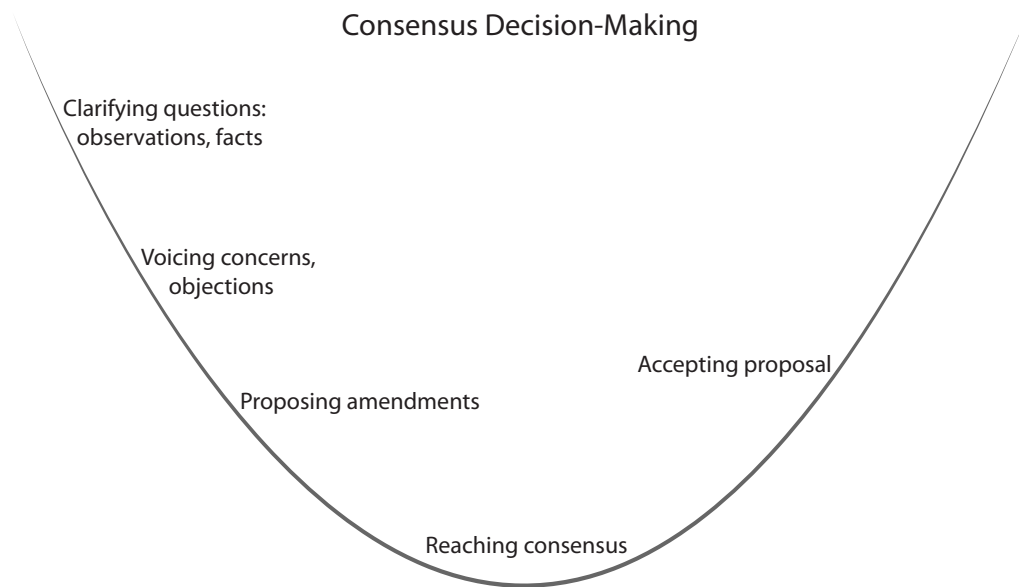 Consensus Decision-Making
Clarifying questions:
observations, facts
Voicing concerns,
objections
Proposing amendments
Reaching consensus
Accepting proposal